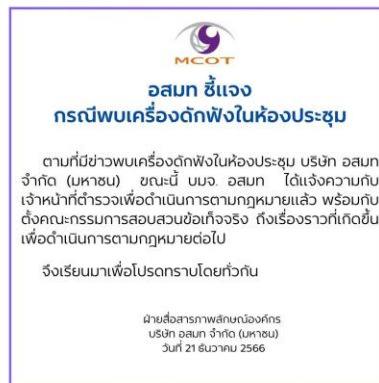 MCOT
อสมท ชี้แจง
กรณีพบเครื่องดักฟังในห้องประชุม
ตามที่มีข่าวพบเครื่องดักฟังในห้องประชุม บริษัท อสมท
จำกัด (มหาชน) ขณะนี้ บมจ. อสมท ได้แจ้งความกับ
เจ้าหน้าที่ตำรวจเพื่อดำเนินการตามกฎหมายแล้ว พร้อมกับ
ตั้งคณะกรรมการสอบสวนข้อเท็จจริง ถึงเรื่องราวที่เกิดขึ้น
เพื่อดำเนินการตามกฎหมายต่อไป
จึงเรียนมาเพื่อโปรดทราบโดยทั่วกัน
ฝ่ายสื่อสารภาพลักษณ์องค์กร
บริษัท อสมท จำกัด (มหาชน)
วันที่ 21 ธันวาคม 2566